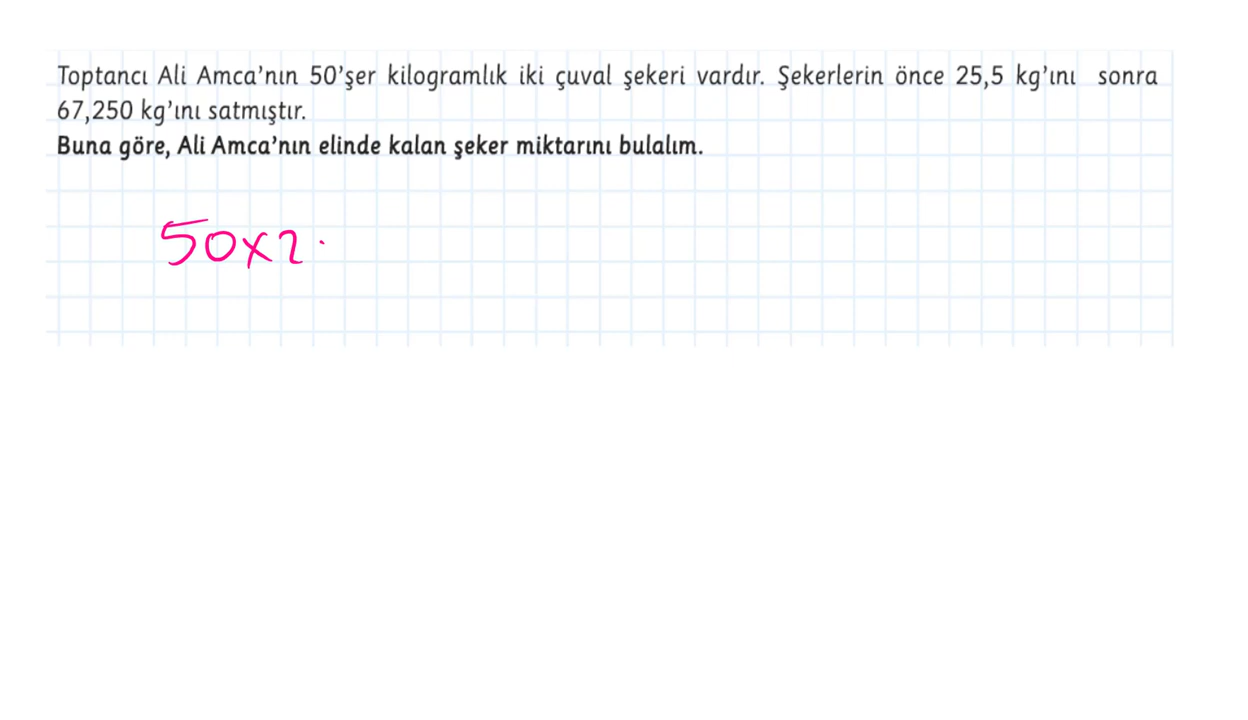 Toptancı Ali Amca'nın 50'şer kilogramlık iki çuval şekeri vardır. Şekerlerin önce 25,5 kg'ını sonra
67,250 kg'ını satmıştır.
Buna göre, Ali Amca'nın elinde kalan şeker miktarını bulalım.
50x2